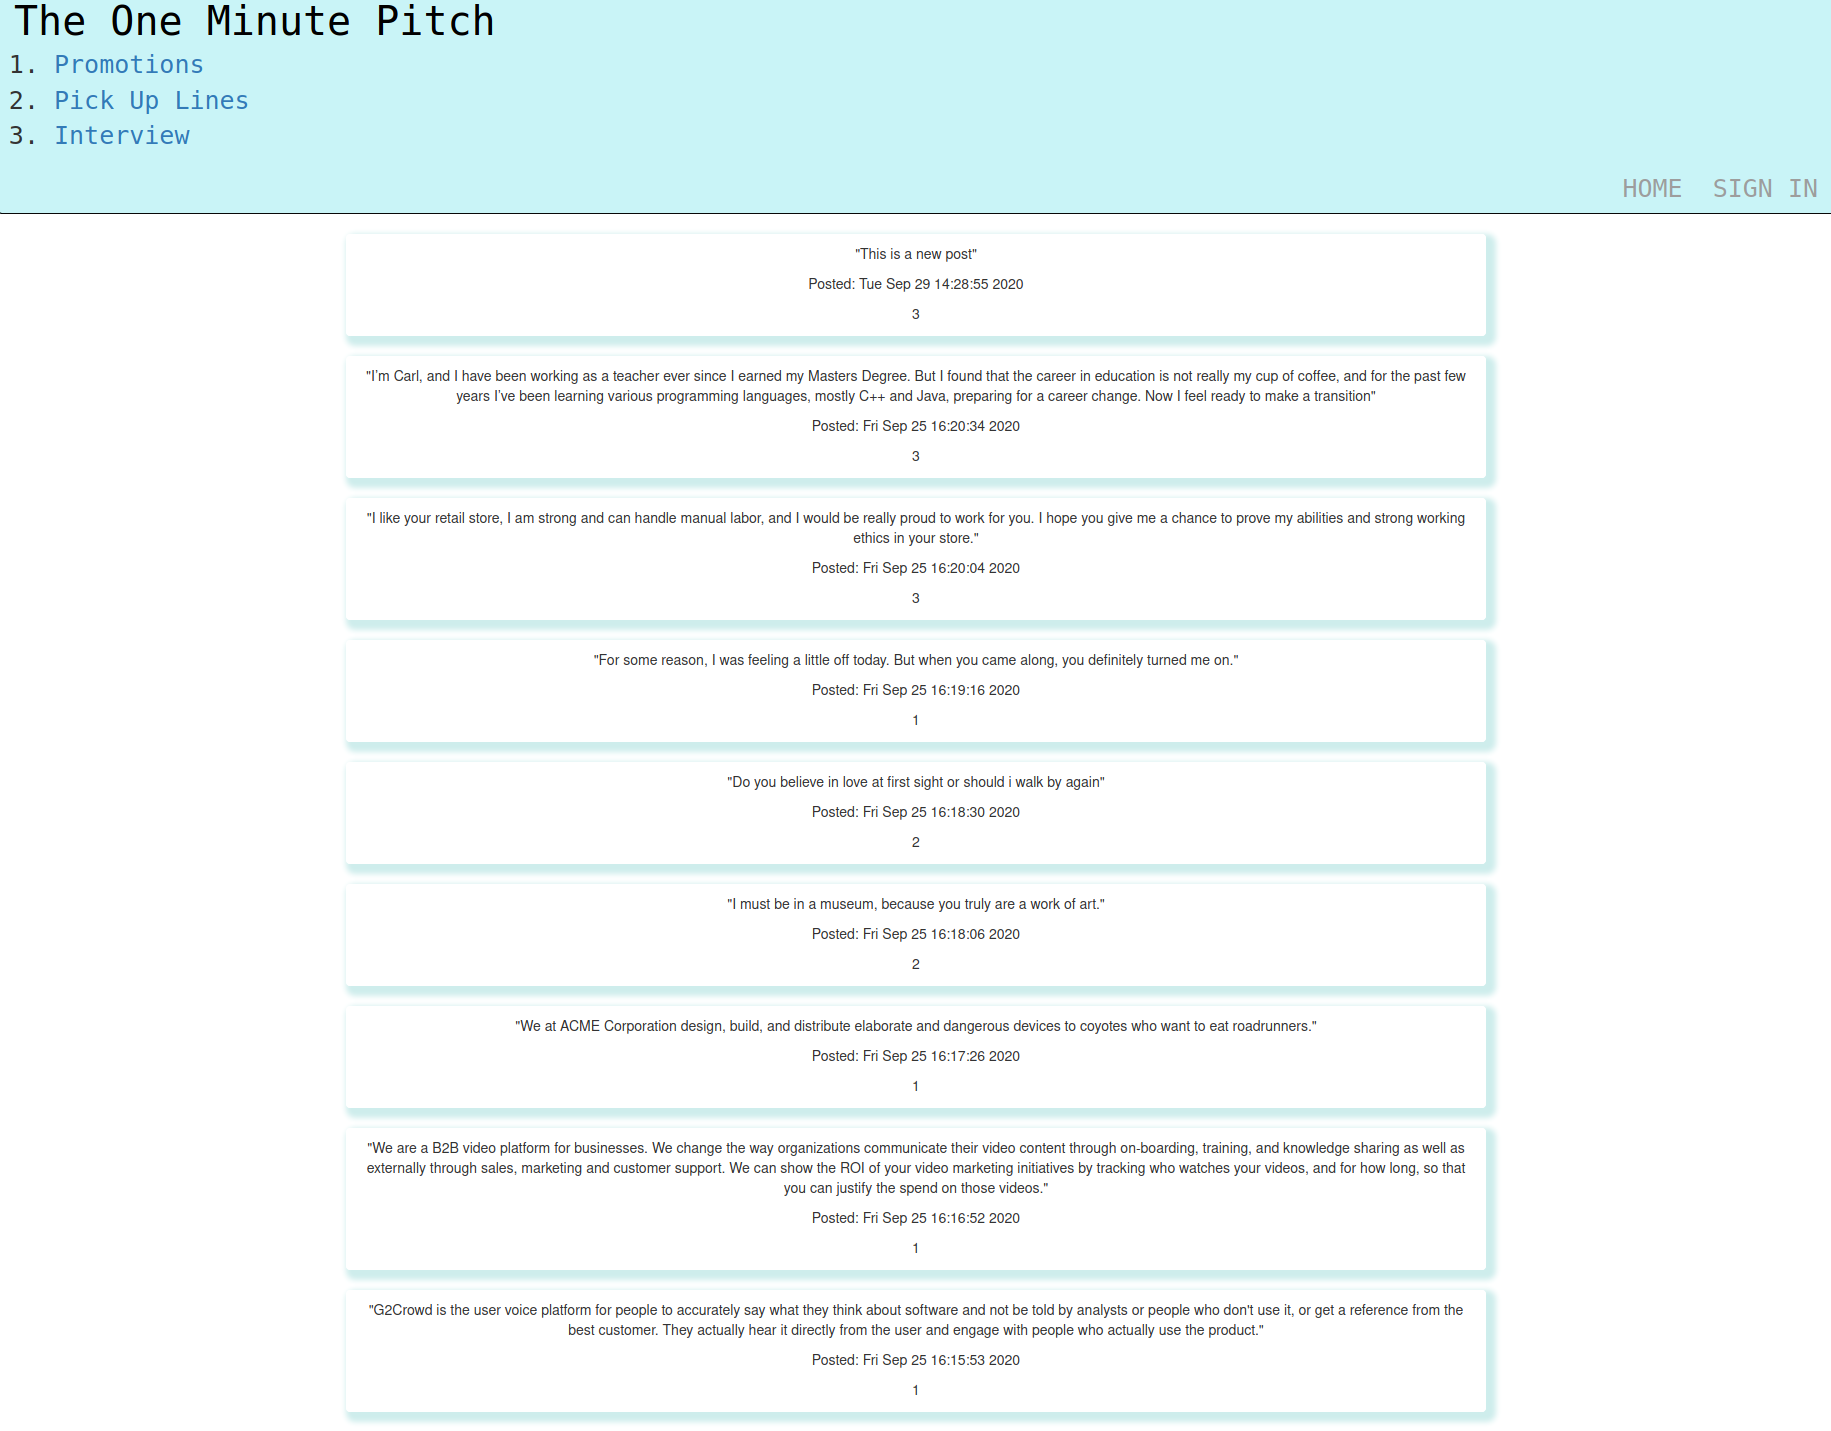 The One Minute Pitch
1. Promotions
2. Pick Up Lines
3. Interview
HOME SIGN IN
"This is a new post"
Posted: Tue Sep 29 14:28:55 2020
3
"I'm Carl, and I have been working as a teacher ever since I earned my Masters Degree. But I found that the career in education is not really my cup of coffee, and for the past few
years I've been learning various programming languages, mostly C++ and Java, preparing for a career change. Now I feel ready to make a transition"
Posted: Fri Sep 25 16:20:34 2020
3
"I like your retail store, I am strong and can handle manual labor, and I would be really proud to work for you. I hope you give me a chance to prove my abilities and strong working
ethics in your store."
Posted: Fri Sep 25 16:20:04 2020
3
"For some reason, I was feeling a little off today. But when you came along, you definitely turned me on."
Posted: Fri Sep 25 16:19:16 2020
1
"Do you believe in love at first sight or should i walk by again"
Posted: Fri Sep 25 16:18:30 2020
2
"I must be in a museum, because you truly are a work of art."
Posted: Fri Sep 25 16:18:06 2020
2
"We at ACME Corporation design, build, and distribute elaborate and dangerous devices to coyotes who want to eat roadrunners."
Posted: Fri Sep 25 16:17:26 2020
1
"We are a B2B video platform for businesses. We change the way organizations communicate their video content through on-boarding, training, and knowledge sharing as well as
externally through sales, marketing and customer support. We can show the ROI of your video marketing initiatives by tracking who watches your videos, and for how long, so that
you can justify the spend on those videos."
Posted: Fri Sep 25 16:16:52 2020
1
"G2Crowd is the user voice platform for people to accurately say what they think about software and not be told by analysts or people who don't use it, or get a reference from the
best customer. They actually hear it directly from the user and engage with people who actually use the product."
Posted: Fri Sep 25 16:15:53 2020
1